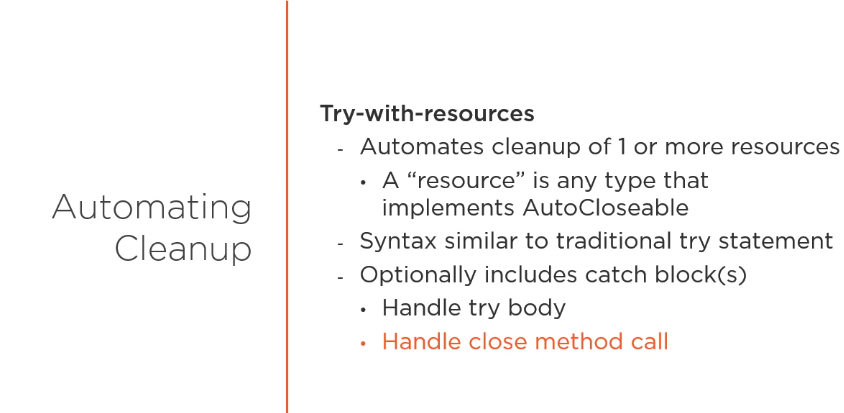 Automating
Cleanup
Try-with-resources
- Automates cleanup of 1 or more resources
• A “resource” is any type that
implements AutoCloseable
- Syntax similar to traditional try statement
- Optionally includes catch block(s)
• Handle try body
• Handle close method call